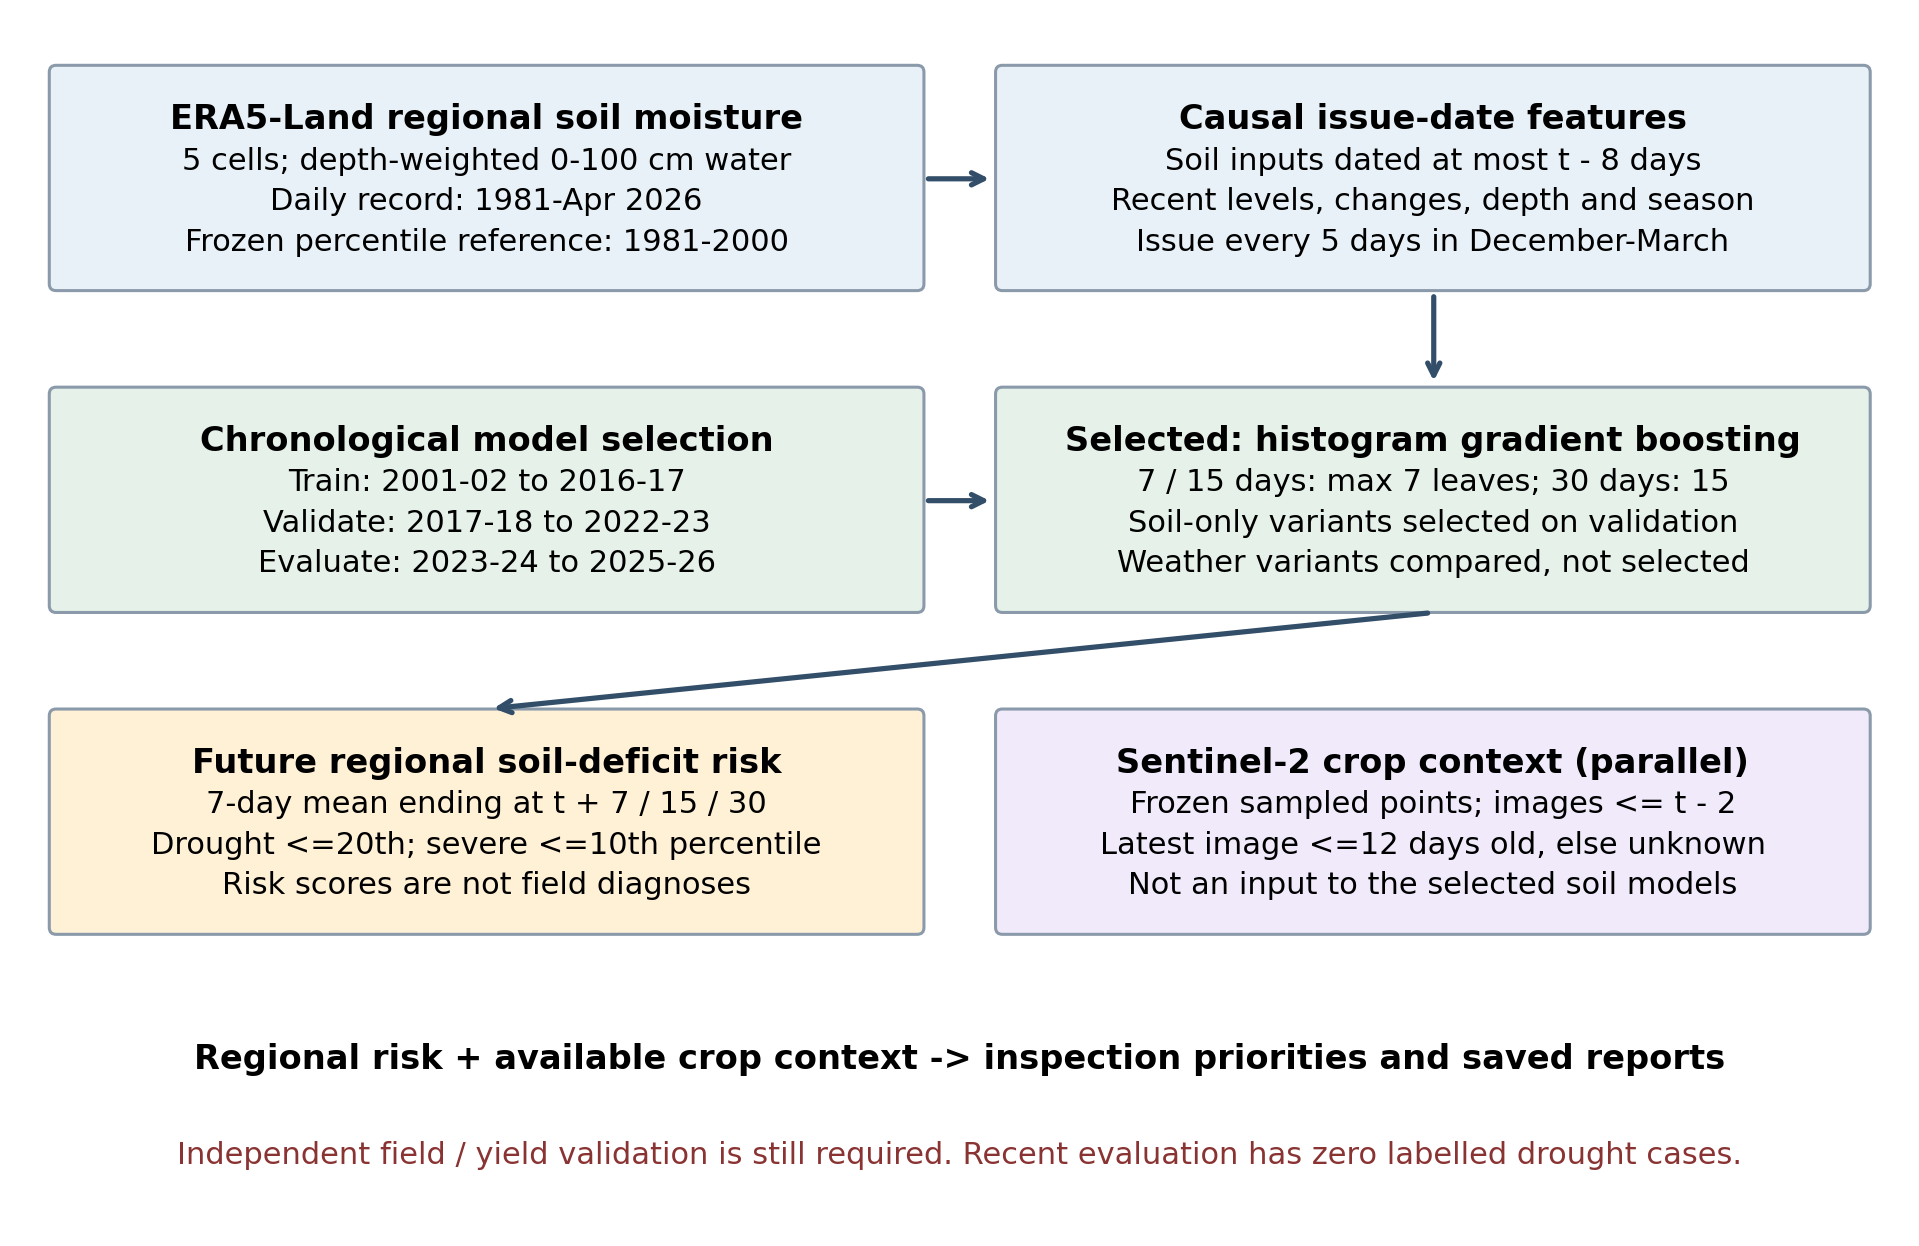 ERA5-Land regional soil moisture
5 cells; depth-weighted 0-100 cm water
Daily record: 1981-Apr 2026
Frozen percentile reference: 1981-2000
Causal issue-date features
Soil inputs dated at most t - 8 days
Recent levels, changes, depth and season
Issue every 5 days in December-March
Chronological model selection
Train: 2001-02 to 2016-17
Validate: 2017-18 to 2022-23
Evaluate: 2023-24 to 2025-26
Selected: histogram gradient boosting
7 / 15 days: max 7 leaves; 30 days: 15
Soil-only variants selected on validation
Weather variants compared, not selected
Future regional soil-deficit risk
7-day mean ending at t + 7 / 15 / 30
Drought <=20th; severe <=10th percentile
Risk scores are not field diagnoses
Sentinel-2 crop context (parallel)
Frozen sampled points; images <= t - 2
Latest image <=12 days old, else unknown
Not an input to the selected soil models
Regional risk + available crop context -> inspection priorities and saved reports
Independent field / yield validation is still required. Recent evaluation has zero labelled drought cases.